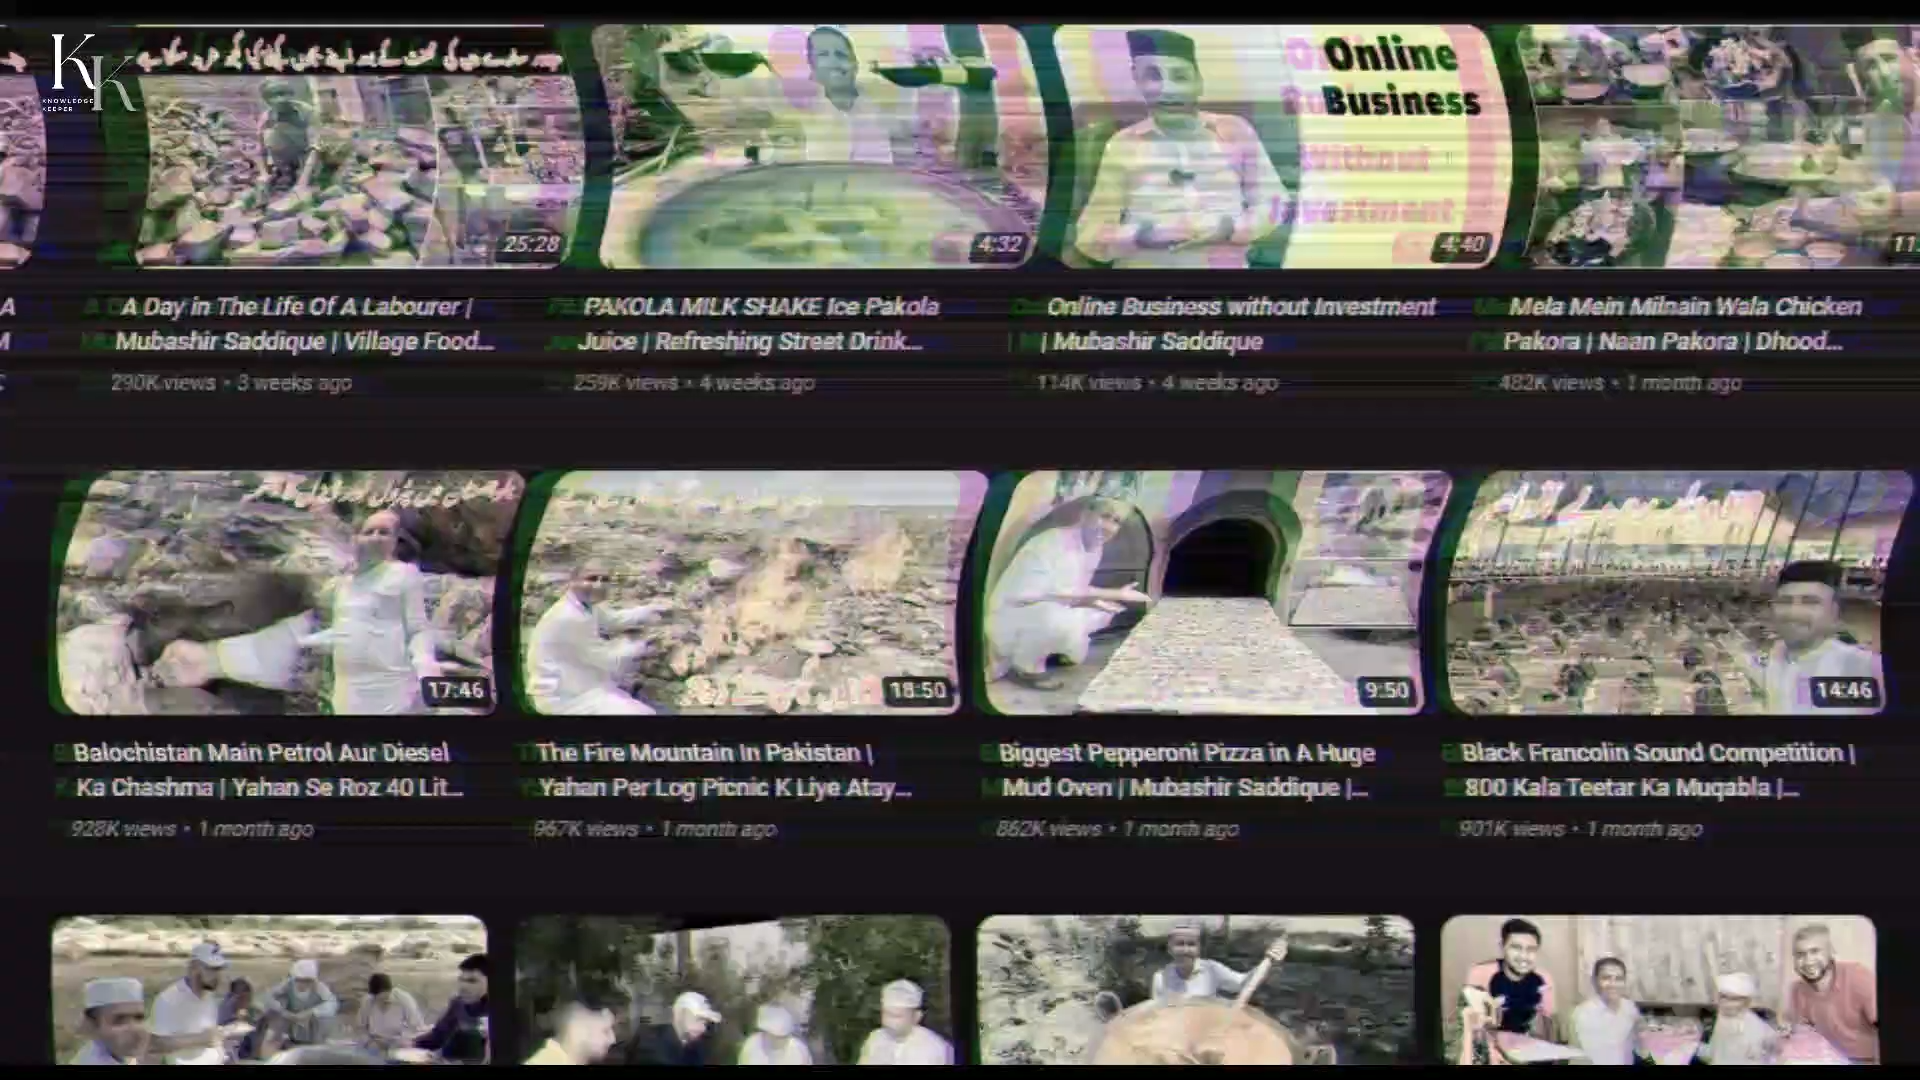 KK
KNOWLEDGE
KEEPER
Online
Business
Without
Investment
25:28
4:32
4:40
11
A Day in The Life Of A Labourer |
Mubashir Saddique | Village Food...
290K views • 3 weeks ago
PAKOLA MILK SHAKE Ice Pakola
Juice | Refreshing Street Drink...
259K views • 4 weeks ago
Online Business without Investment
| Mubashir Saddique
114K views • 4 weeks ago
Mela Mein Milnain Wala Chicken
Pakora | Naan Pakora | Dhood...
482K views • 1 month ago
17:46
18:50
9:50
14:46
Balochistan Main Petrol Aur Diesel
Ka Chashma | Yahan Se Roz 40 Lit...
928K views • 1 month ago
The Fire Mountain In Pakistan |
Yahan Per Log Picnic K Liye Atay...
967K views • 1 month ago
Biggest Pepperoni Pizza in A Huge
Mud Oven | Mubashir Saddique |...
862K views • 1 month ago
Black Francolin Sound Competition |
800 Kala Teetar Ka Muqabla |...
901K views • 1 month ago